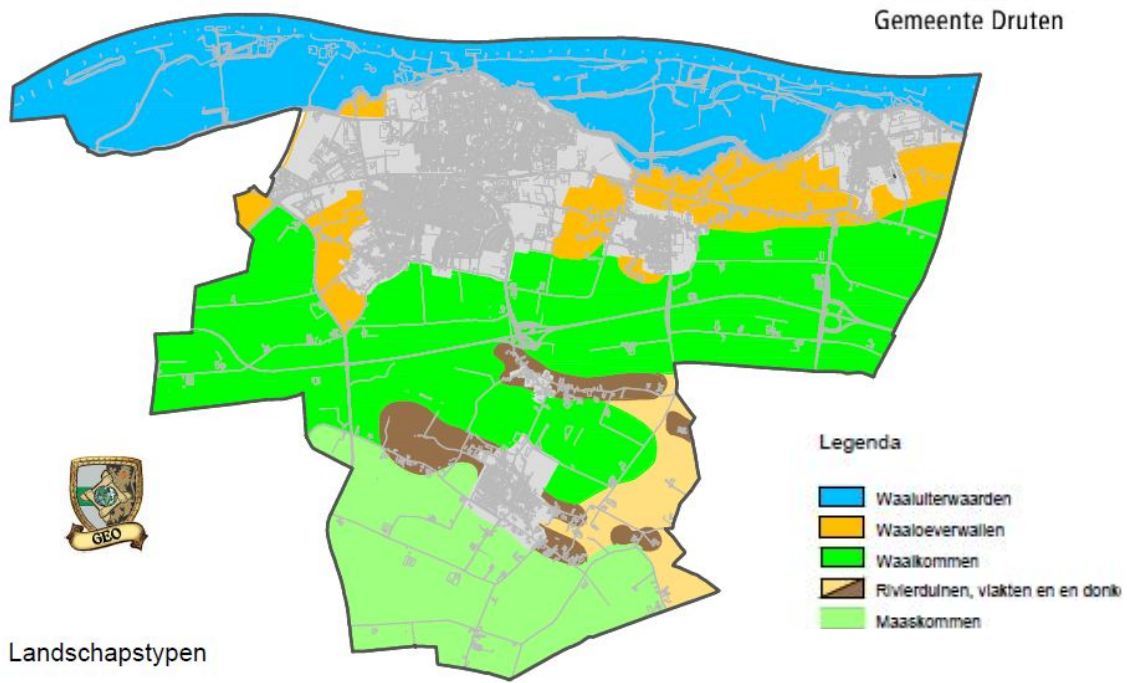 Gemeente Druten
Legenda
Waaluiterwaarden
Waaloeverwallen
Waalkommen
Rivierduinen, vlakten en en donk
Maaskommen
GEO
Landschapstypen